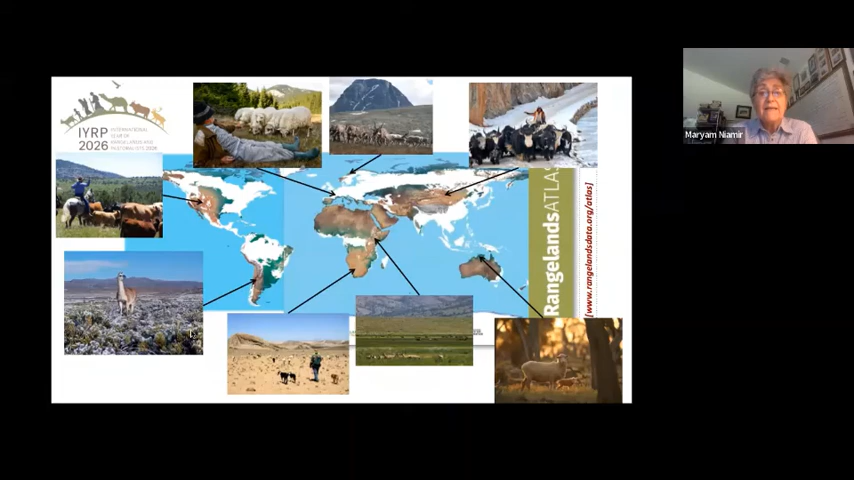 IYRP
2026
INTERNATIONAL
YEAR OF
RANGELANDS AND
PASTORALISTS 2026
Maryam Niamir
RangelandsATLAS
[www.rangelandsdata.org/atlas]